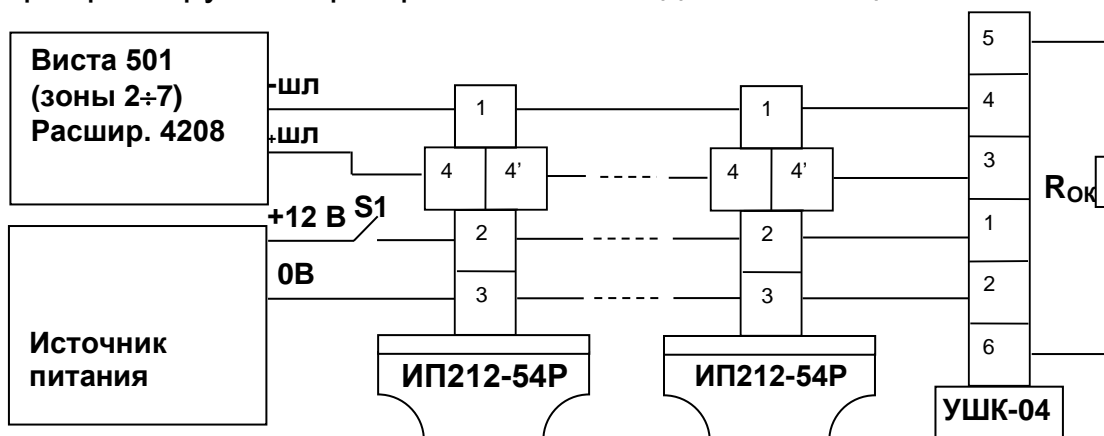 Виста 501
(зоны 2÷7)
Расшир. 4208
-шл
+шл
+12 В
S1
0В
Источник
питания
1
4 4'
2
3
ИП212-54Р
1
4 4'
2
3
ИП212-54Р
5
4
3
1
2
6
УШК-04
RОК